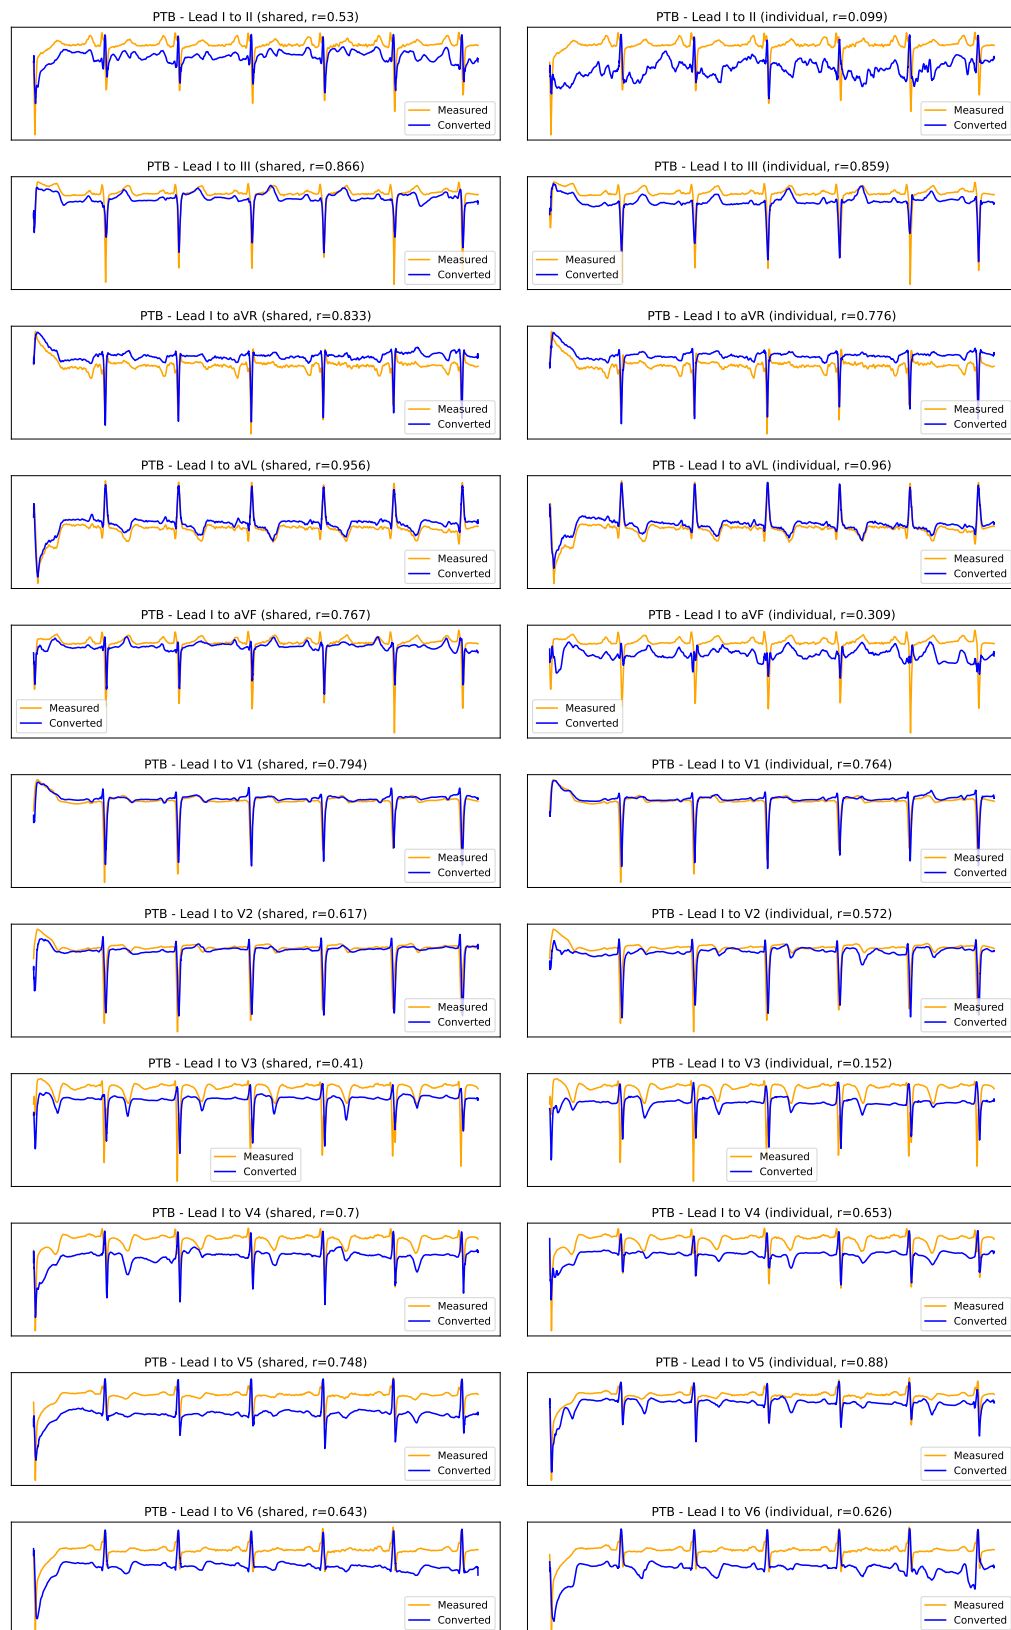 PTB - Lead I to II (shared, r=0.53)
Measured
Converted
PTB - Lead I to II (individual, r=0.099)
Measured
Converted
PTB - Lead I to III (shared, r=0.866)
Measured
Converted
PTB - Lead I to III (individual, r=0.859)
Measured
Converted
PTB - Lead I to aVR (shared, r=0.833)
Measured
Converted
PTB - Lead I to aVR (individual, r=0.776)
Measured
Converted
PTB - Lead I to aVL (shared, r=0.956)
Measured
Converted
PTB - Lead I to aVL (individual, r=0.96)
Measured
Converted
PTB - Lead I to aVF (shared, r=0.767)
Measured
Converted
PTB - Lead I to aVF (individual, r=0.309)
Measured
Converted
PTB - Lead I to V1 (shared, r=0.794)
Measured
Converted
PTB - Lead I to V1 (individual, r=0.764)
Measured
Converted
PTB - Lead I to V2 (shared, r=0.617)
Measured
Converted
PTB - Lead I to V2 (individual, r=0.572)
Measured
Converted
PTB - Lead I to V3 (shared, r=0.41)
Measured
Converted
PTB - Lead I to V3 (individual, r=0.152)
Measured
Converted
PTB - Lead I to V4 (shared, r=0.7)
Measured
Converted
PTB - Lead I to V4 (individual, r=0.653)
Measured
Converted
PTB - Lead I to V5 (shared, r=0.748)
Measured
Converted
PTB - Lead I to V5 (individual, r=0.88)
Measured
Converted
PTB - Lead I to V6 (shared, r=0.643)
Measured
Converted
PTB - Lead I to V6 (individual, r=0.626)
Measured
Converted